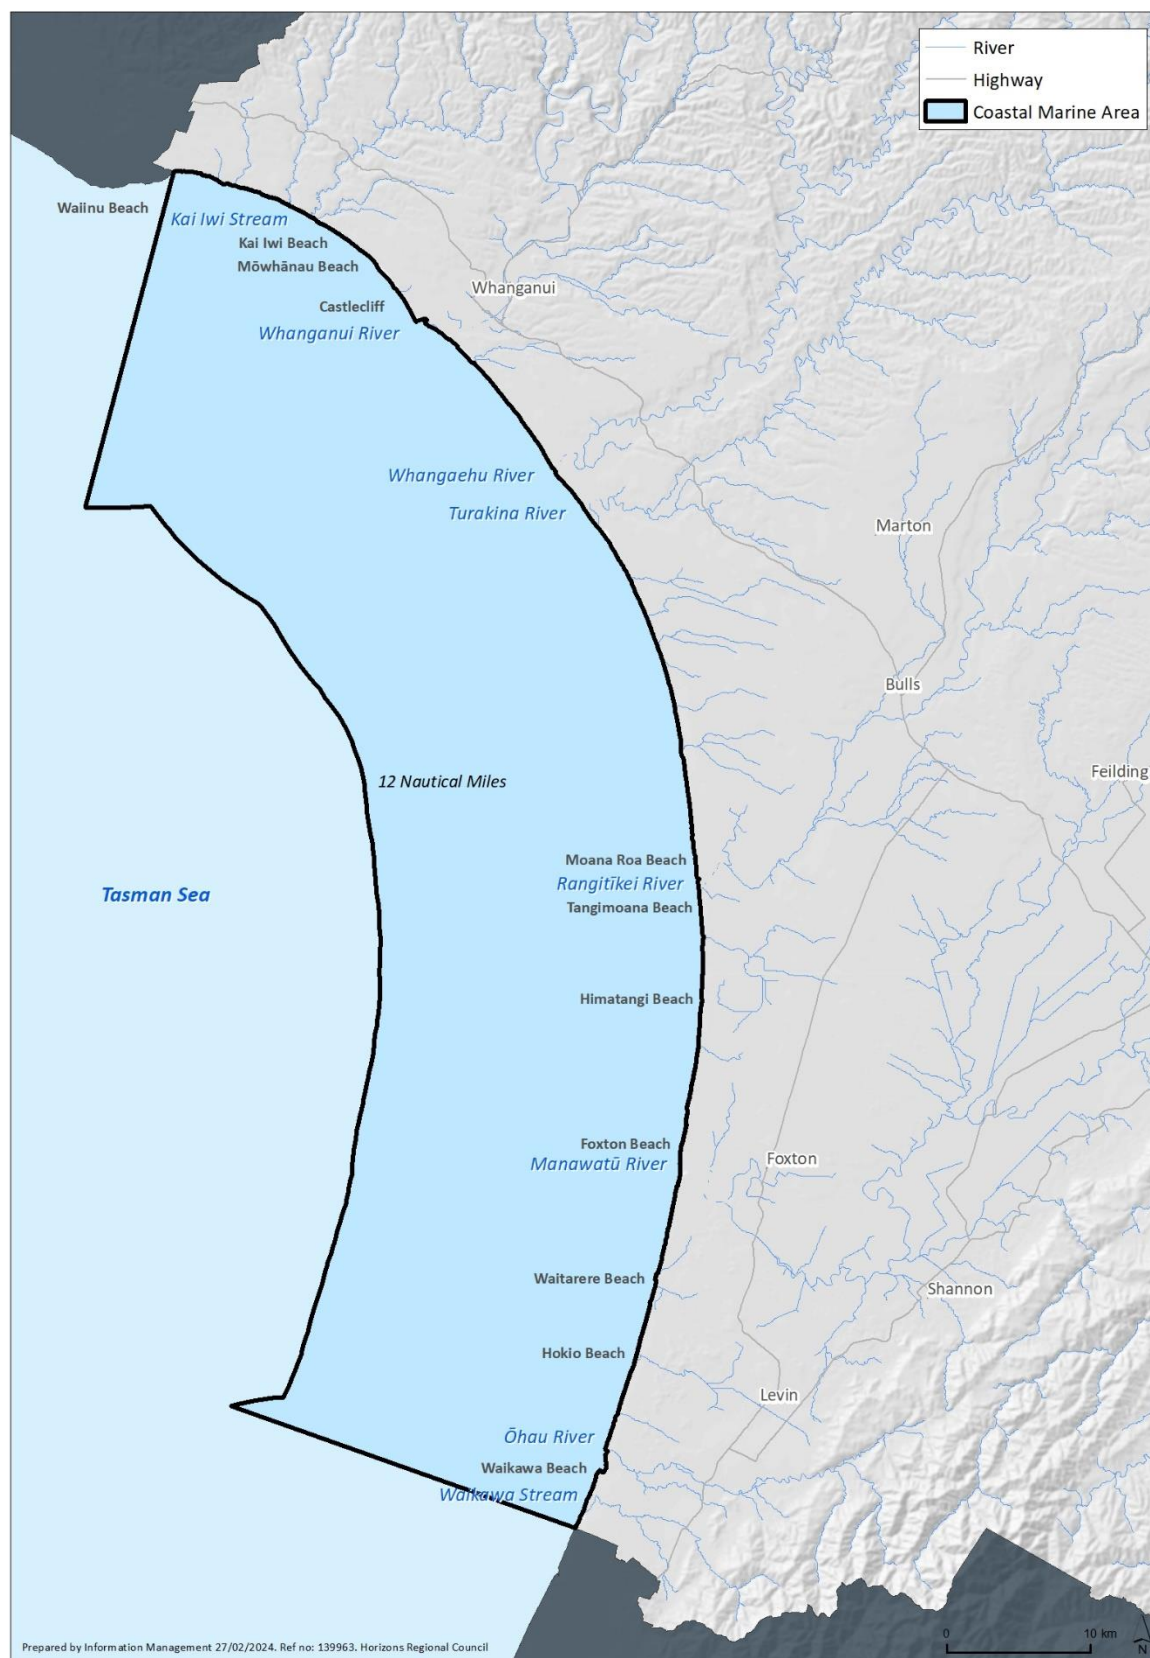 River
Highway
Coastal Marine Area
Waiinu Beach
Kai Iwi Stream
Kai Iwi Beach
Mōwhānau Beach
Whanganui
Castlecliff
Whanganui River
Whangaehu River
Turakina River
Marton
Bulls
Feilding
12 Nautical Miles
Moana Roa Beach
Rangitīkei River
Tasman Sea
Tangimoana Beach
Himatangi Beach
Foxton Beach
Foxton
Manawatū River
Waitarere Beach
Shannon
Hokio Beach
Levin
Ōhau River
Waikawa Beach
Waikawa Stream
0 10 km
N
Prepared by Information Management 27/02/2024. Ref no: 139963. Horizons Regional Council